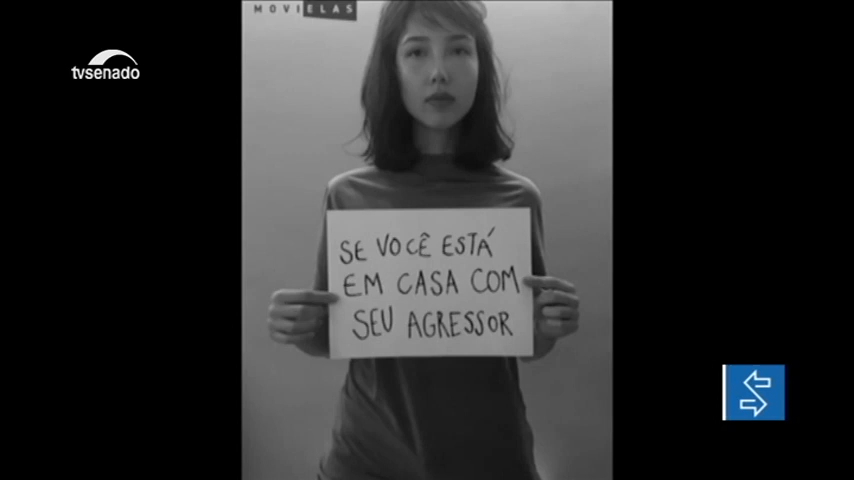 MOVIELAS
tvsenado
SE VOCÊ ESTÁ
EM CASA COM
SEU AGRESSOR